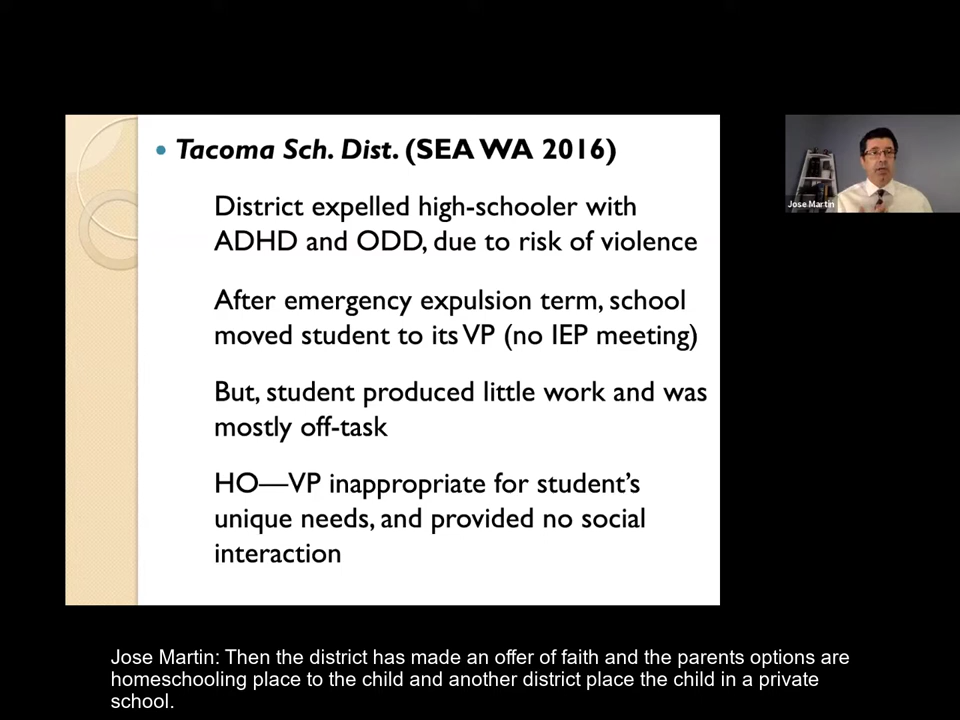 Tacoma Sch. Dist. (SEA WA 2016)
District expelled high-schooler with
ADHD and ODD, due to risk of violence
After emergency expulsion term, school
moved student to its VP (no IEP meeting)
But, student produced little work and was
mostly off-task
HO—VP inappropriate for student's
unique needs, and provided no social
interaction
Jose Martin
Jose Martin: Then the district has made an offer of faith and the parents options are
homeschooling place to the child and another district place the child in a private
school.